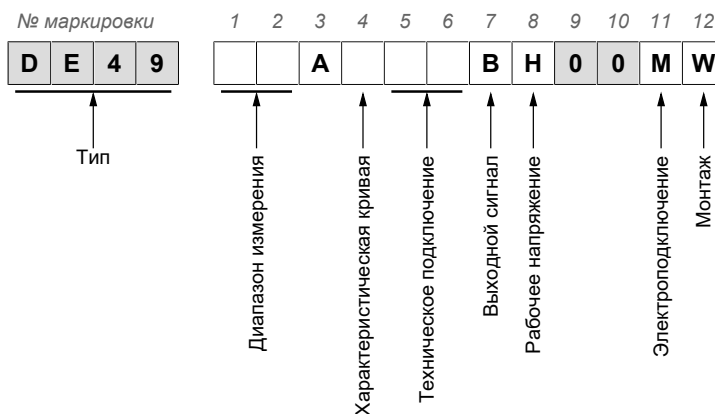 № маркировки 1 2 3 4 5 6 7 8 9 10 11 12
D E 4 9 A B H 0 0 M W
Тип
Диапазон измерения
Характеристическая кривая
Техническое подключение
Выходной сигнал
Рабочее напряжение
Электроподключение
Монтаж